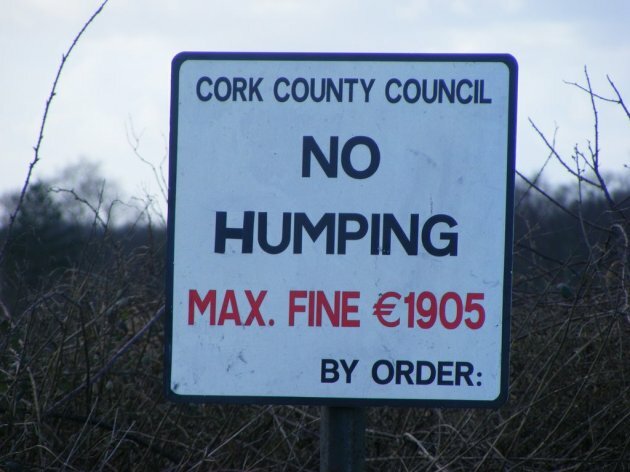 CORK COUNTY COUNCIL
NO
HUMPING
MAX. FINE €1905
BY ORDER: